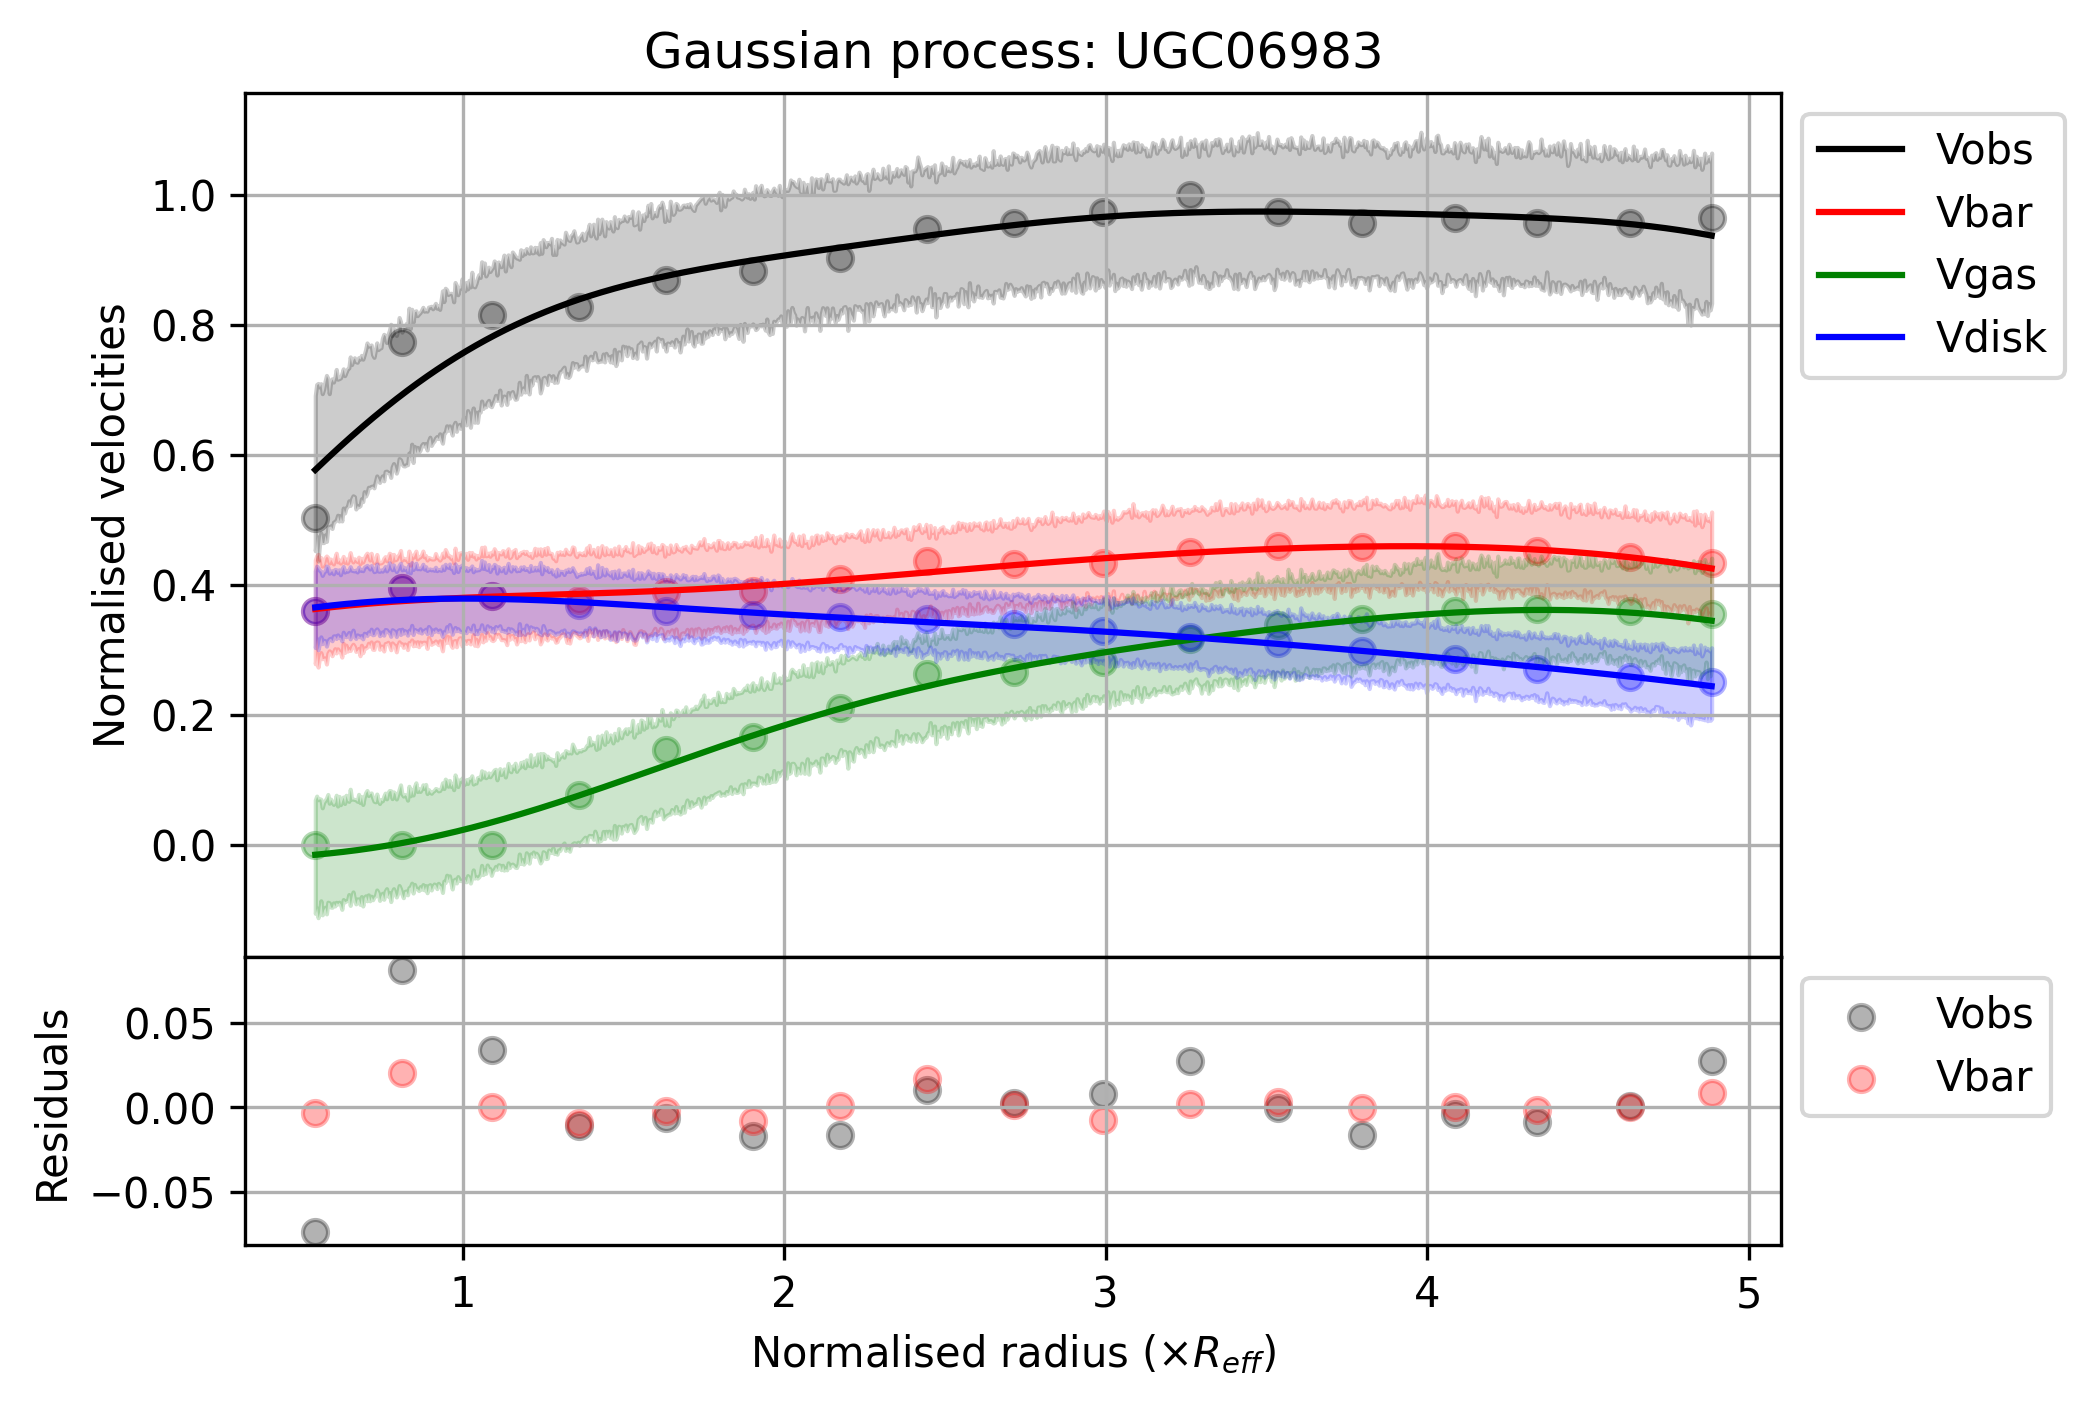 Gaussian process: UGC06983
Normalised velocities
1.0
0.8
0.6
0.4
0.2
0.0
Vobs
Vbar
Vgas
Vdisk
Residuals
0.05
0.00
−0.05
Vobs
Vbar
1 2 3 4 5
Normalised radius (×R_eff)